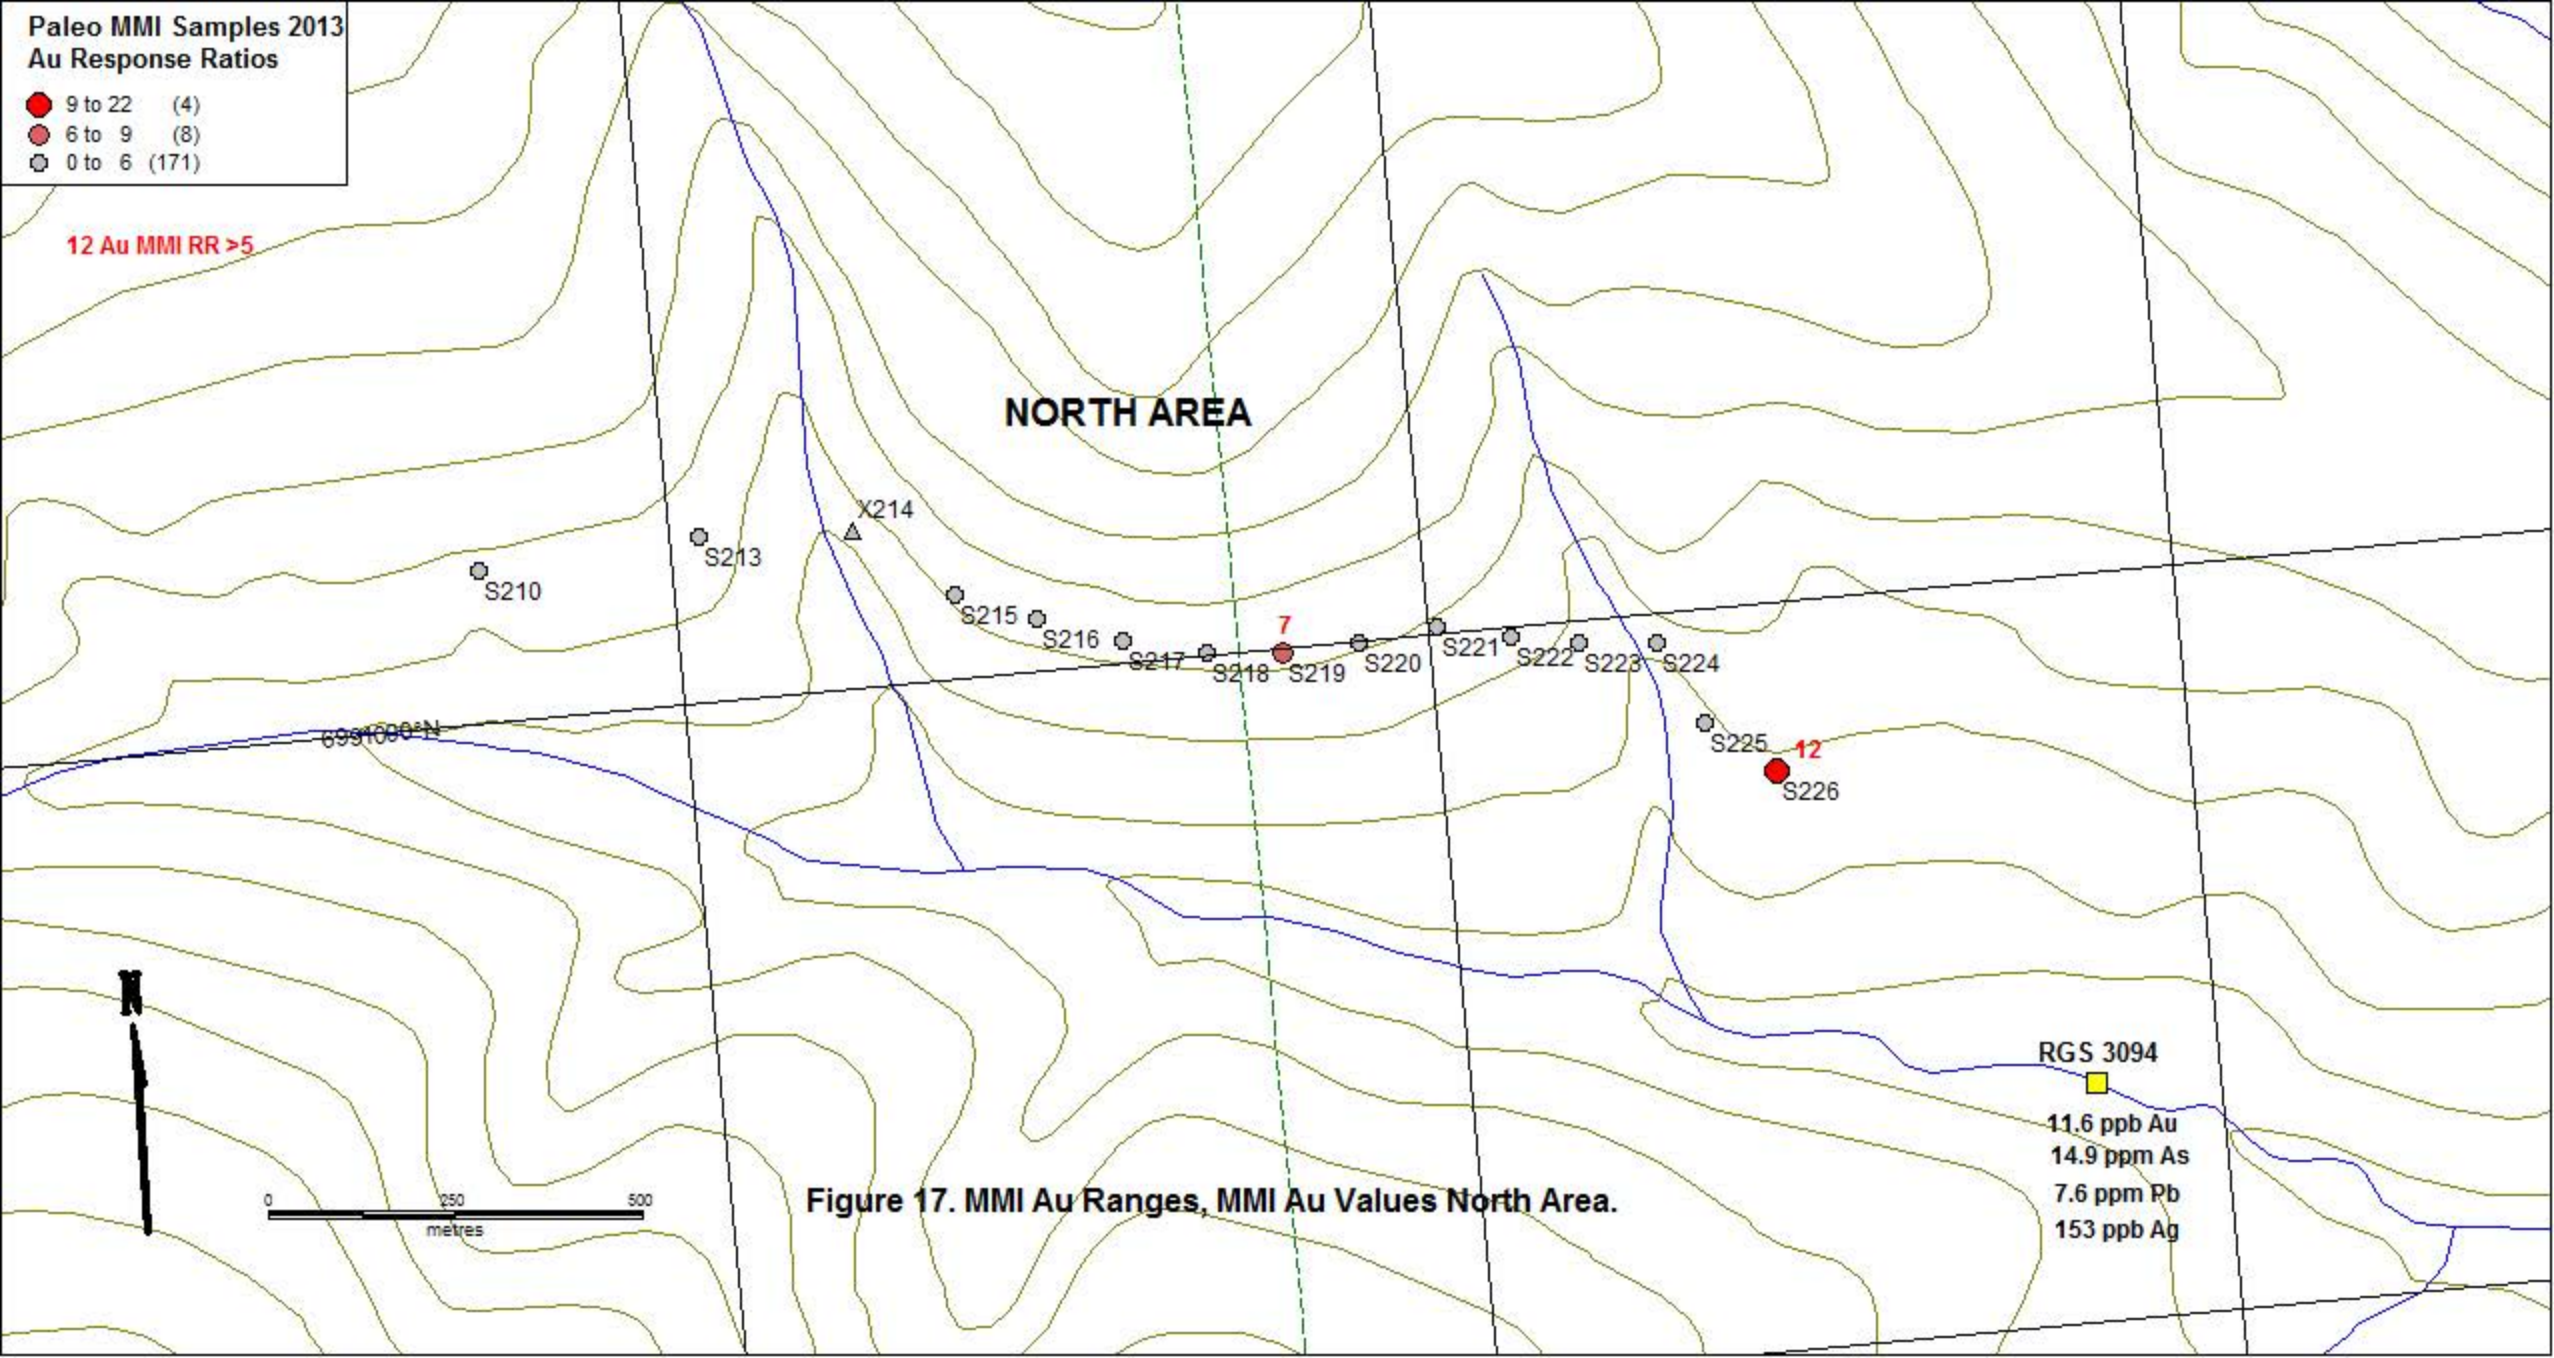 Paleo MMI Samples 2013
Au Response Ratios
9 to 22 (4)
6 to 9 (8)
0 to 6 (171)
12 Au MMI RR >5
NORTH AREA
X214
S213
S210
S215
S216
S217
S218
7
S219
S220
S221
S222
S223
S224
S225
12
S226
N
RGS 3094
11.6 ppb Au
14.9 ppm As
7.6 ppm Pb
153 ppb Ag
0 250 500
metres
Figure 17. MMI Au Ranges, MMI Au Values North Area.